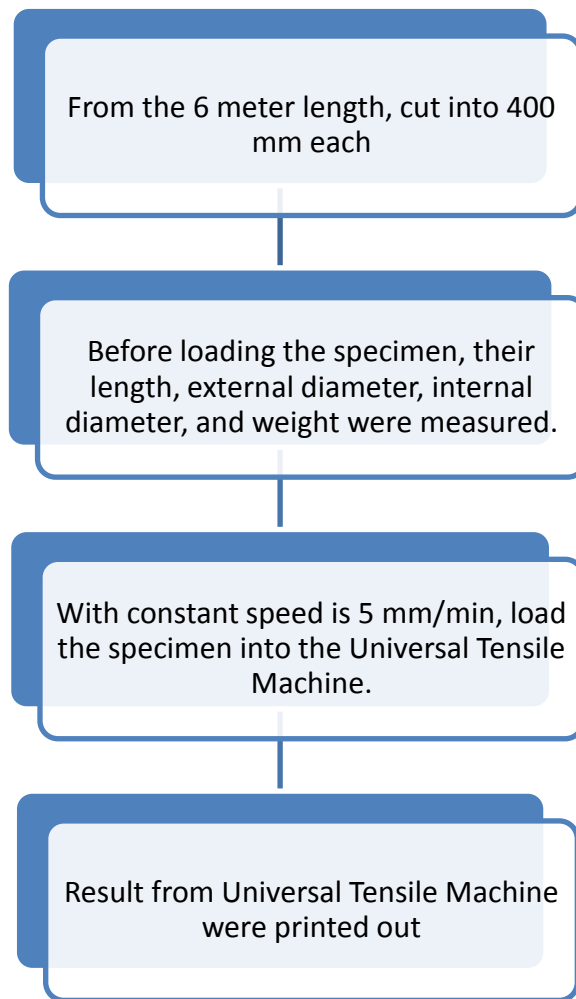 From the 6 meter length, cut into 400
mm each
Before loading the specimen, their
length, external diameter, internal
diameter, and weight were measured.
With constant speed is 5 mm/min, load
the specimen into the Universal Tensile
Machine.
Result from Universal Tensile Machine
were printed out